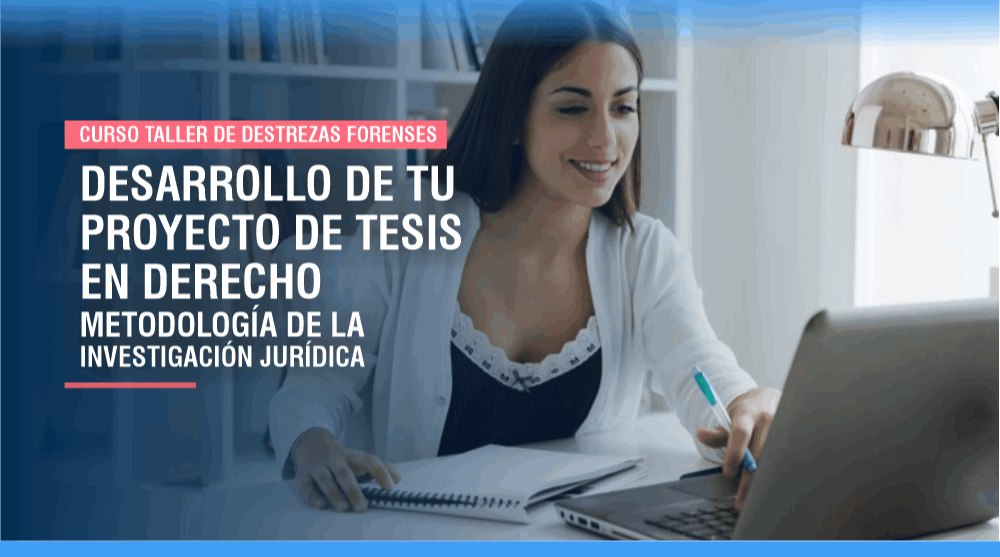 CURSO TALLER DE DESTREZAS FORENSES
DESARROLLO DE TU
PROYECTO DE TESIS
EN DERECHO
METODOLOGÍA DE LA
INVESTIGACIÓN JURÍDICA